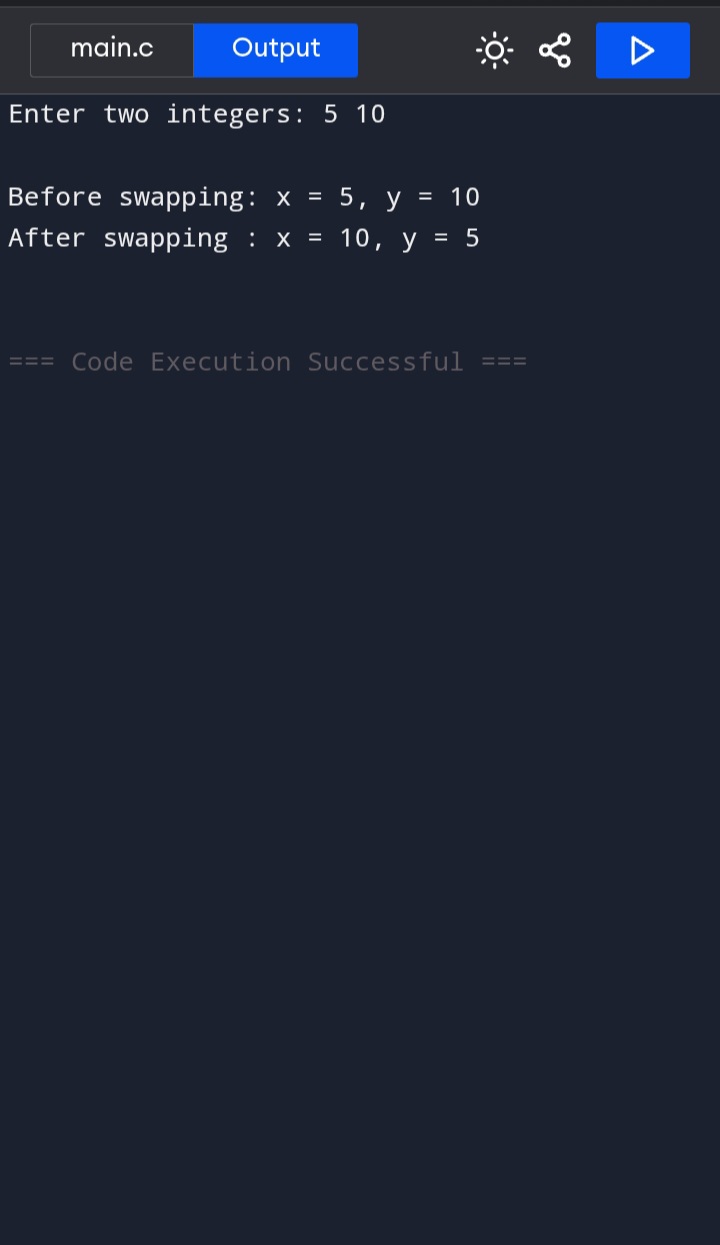 main.c Output
Enter two integers: 5 10
Before swapping: x = 5, y = 10
After swapping : x = 10, y = 5
=== Code Execution Successful ===